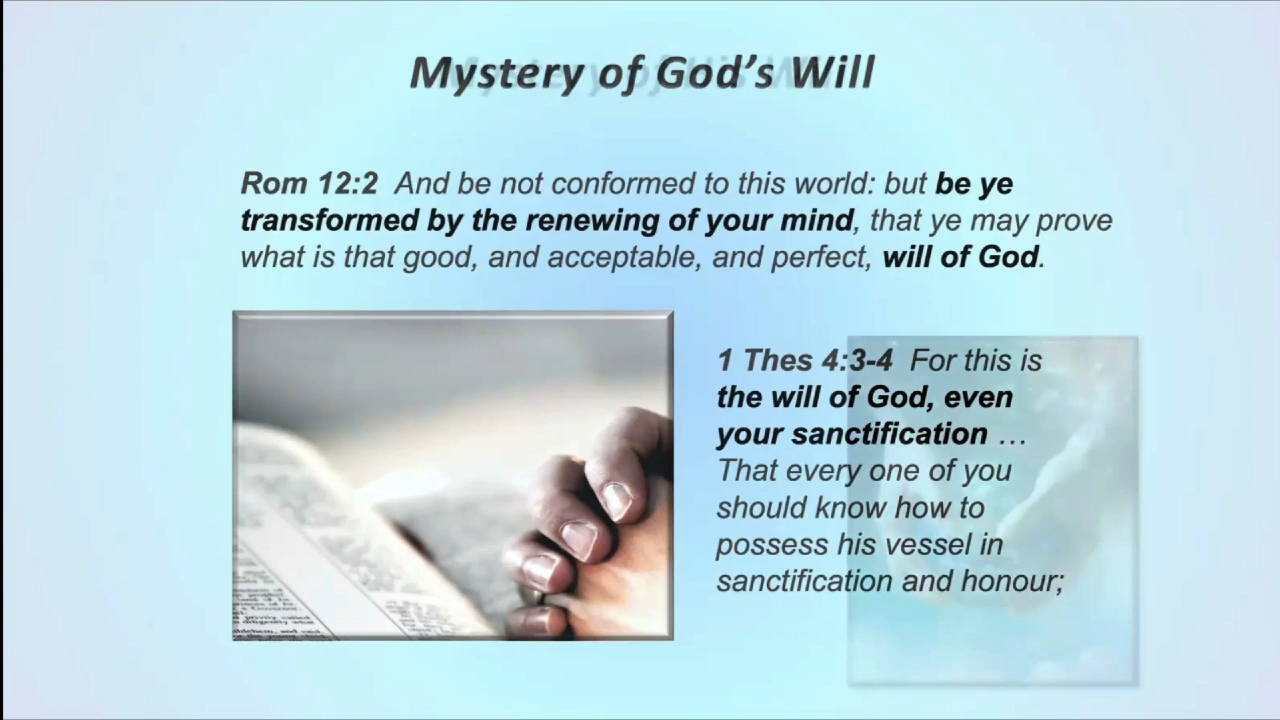 Mystery of God's Will
Rom 12:2 And be not conformed to this world: but be ye
transformed by the renewing of your mind, that ye may prove
what is that good, and acceptable, and perfect, will of God.
1 Thes 4:3-4 For this is
the will of God, even
your sanctification …
That every one of you
should know how to
possess his vessel in
sanctification and honour;